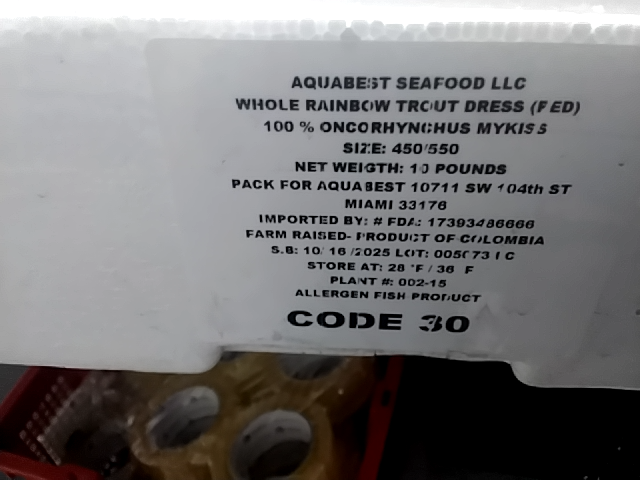 AQUABEST SEAFOOD LLC
WHOLE RAINBOW TROUT DRESS (RED)
100 % ONCORHYNCHUS MYKISS
SIZE: 450/550
NET WEIGTH: 10 POUNDS
PACK FOR AQUABEST 10711 SW 104th ST
MIAMI 33176
IMPORTED BY: # FDA: 17393486666
FARM RAISED- PRODUCT OF COLOMBIA
S.B: 10/ 16 /2025 LOT:
STORE AT: 28 °F / 36 °F
PLANT #: 002-15
ALLERGEN FISH PRODUCT
CODE 30